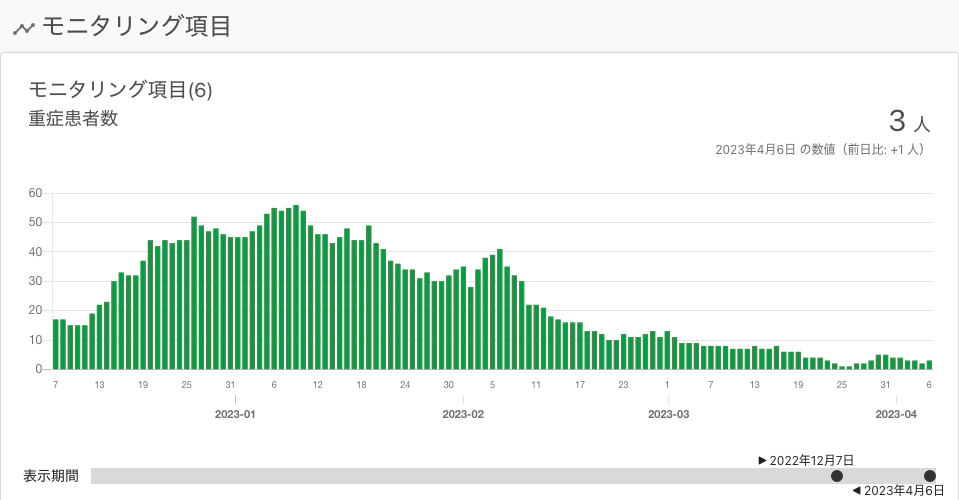 モニタリング項目
モニタリング項目(6)
重症患者数
3 人
2023年4月6日 の数値（前日比: +1 人）
60
50
40
30
20
10
0
7 13 19 25 31 6 12 18 24 30 5 11 17 23 1 7 13 19 25 31 6
2023-01 2023-02 2023-03 2023-04
▶ 2022年12月7日
表示期間
◀ 2023年4月6日